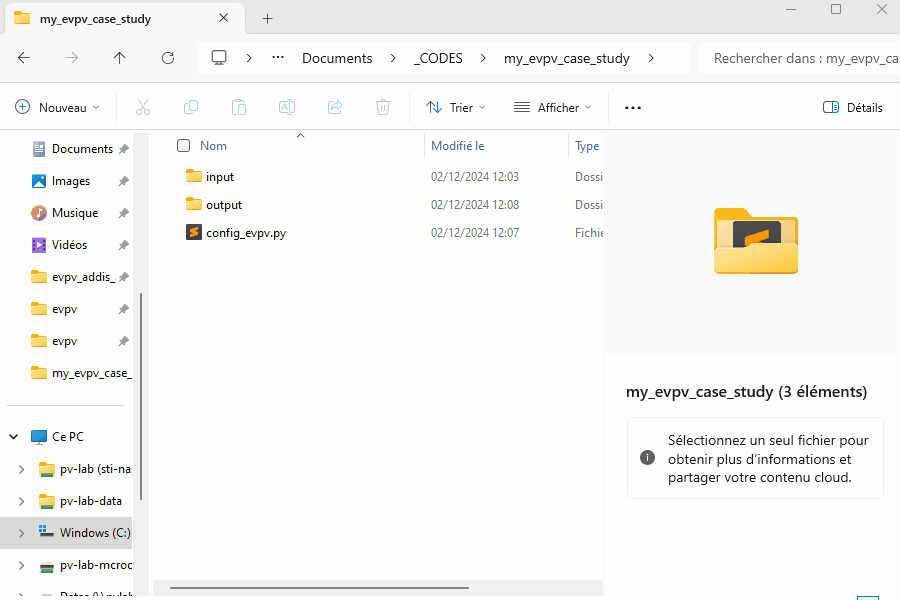 my_evpv_case_study
Documents
_CODES
my_evpv_case_study
Rechercher dans : my_evpv_ca
Nouveau
Trier
Afficher
Détails
Documents
Images
Musique
Vidéos
evpv_addis_
evpv
evpv
my_evpv_case_
Ce PC
pv-lab (sti-nas
pv-lab-data
Windows (C:)
pv-lab-mcroc
Nom
Modifié le
Type
input
02/12/2024 12:03
Dossi
output
02/12/2024 12:08
Dossi
config_evpv.py
02/12/2024 12:07
Fichie
my_evpv_case_study (3 éléments)
Sélectionnez un seul fichier pour
obtenir plus d’informations et
partager votre contenu cloud.